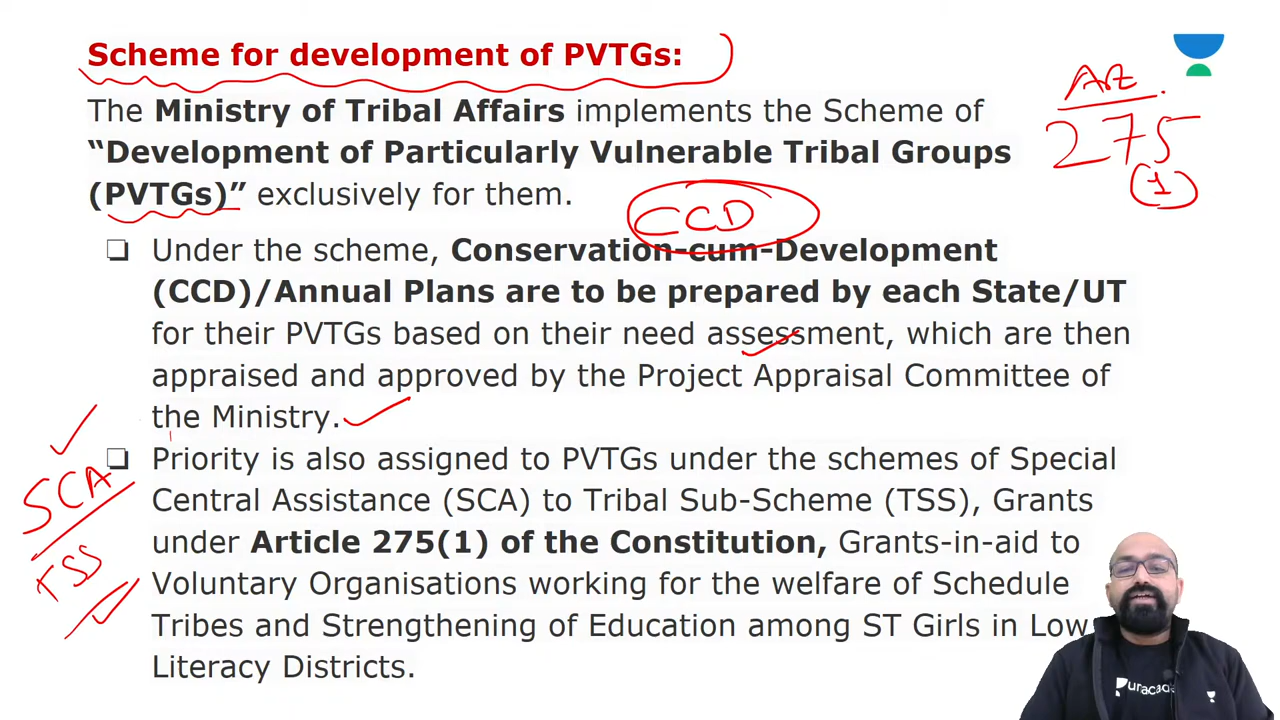 Scheme for development of PVTGs:
The Ministry of Tribal Affairs implements the Scheme of
“Development of Particularly Vulnerable Tribal Groups
(PVTGs)” exclusively for them.
Art
275
(1)
CCD
❑ Under the scheme, Conservation-cum-Development
(CCD)/Annual Plans are to be prepared by each State/UT
for their PVTGs based on their need assessment, which are then
appraised and approved by the Project Appraisal Committee of
the Ministry.
SCA
TSS
❑ Priority is also assigned to PVTGs under the schemes of Special
Central Assistance (SCA) to Tribal Sub-Scheme (TSS), Grants
under Article 275(1) of the Constitution, Grants-in-aid to
Voluntary Organisations working for the welfare of Schedule
Tribes and Strengthening of Education among ST Girls in Low
Literacy Districts.